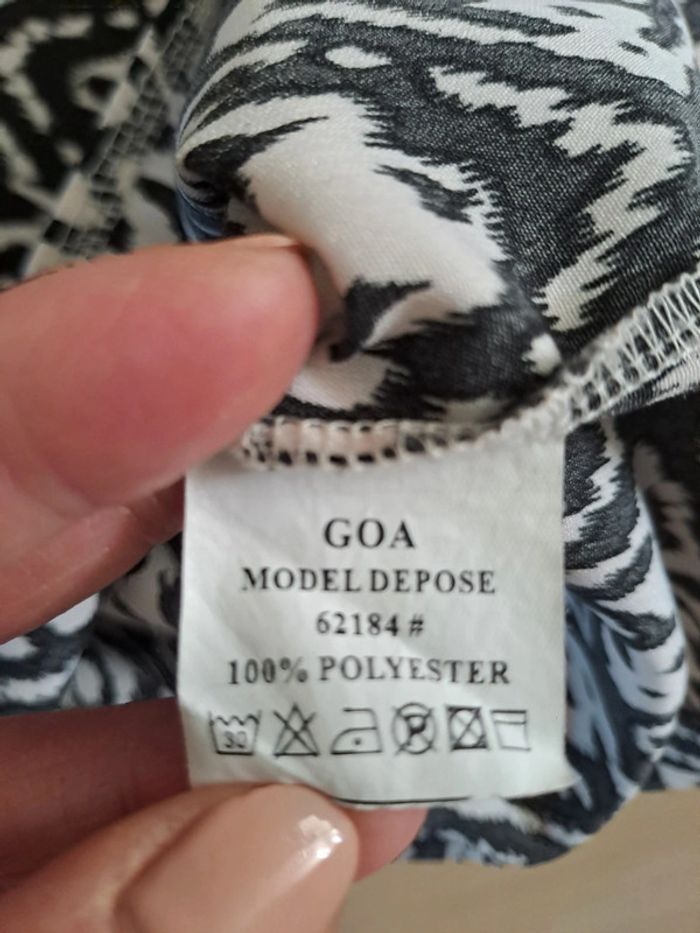 GOA
MODEL DEPOSE
62184 #
100% POLYESTER
30 P